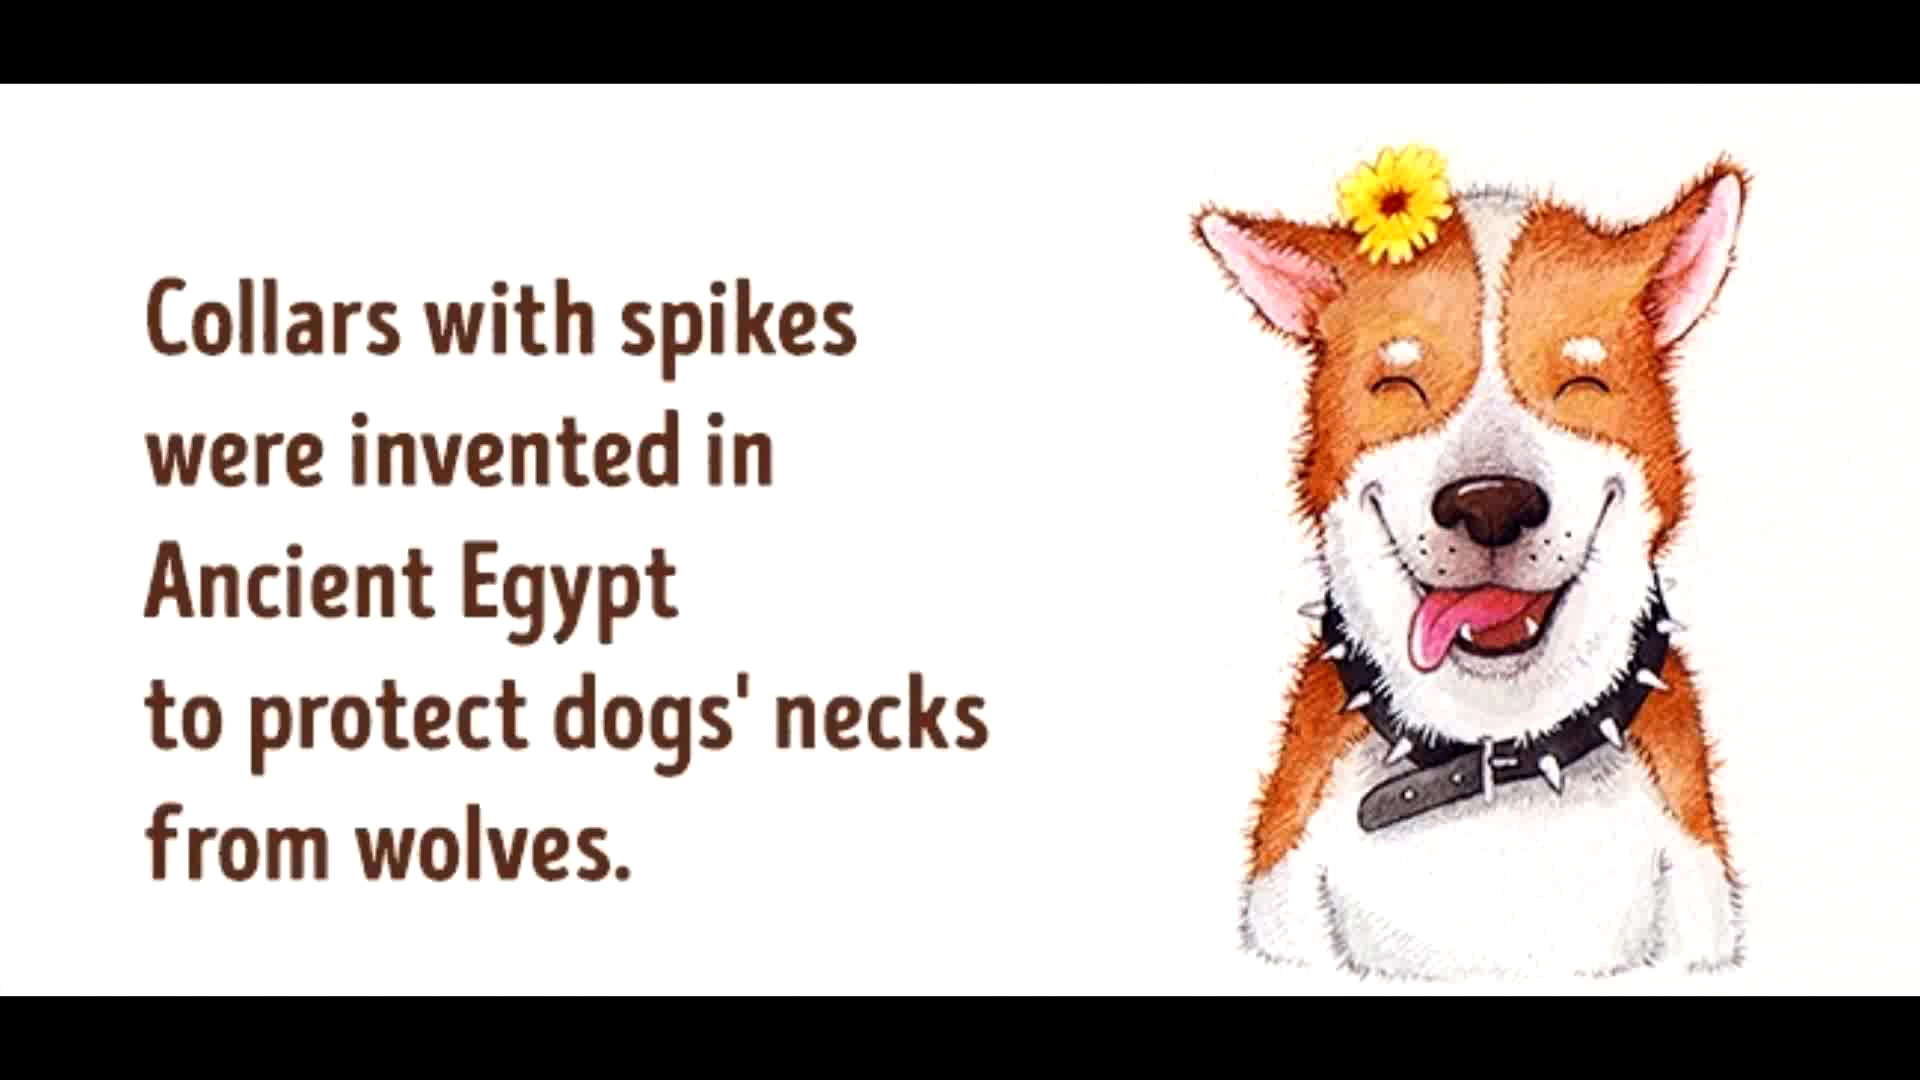 Collars with spikes
were invented in
Ancient Egypt
to protect dogs' necks
from wolves.